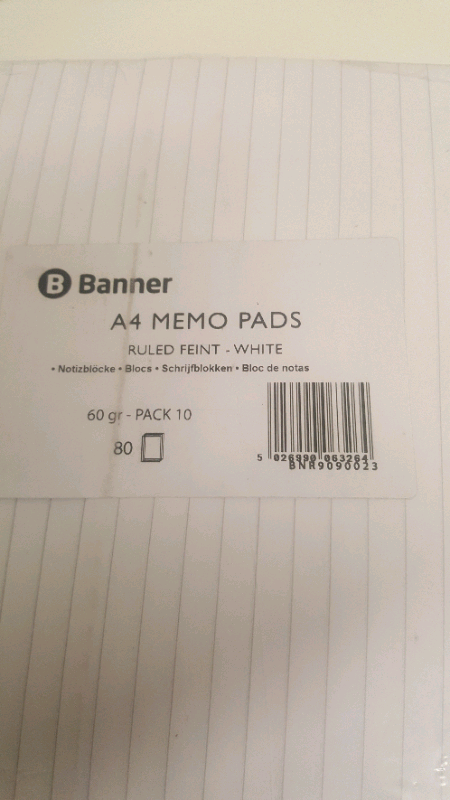 B Banner
A4 MEMO PADS
RULED FEINT - WHITE
• Notizblöcke • Blocs • Schrijfblokken • Bloc de notas
60 gr - PACK 10
80
5 026990 063264
BNR9090023